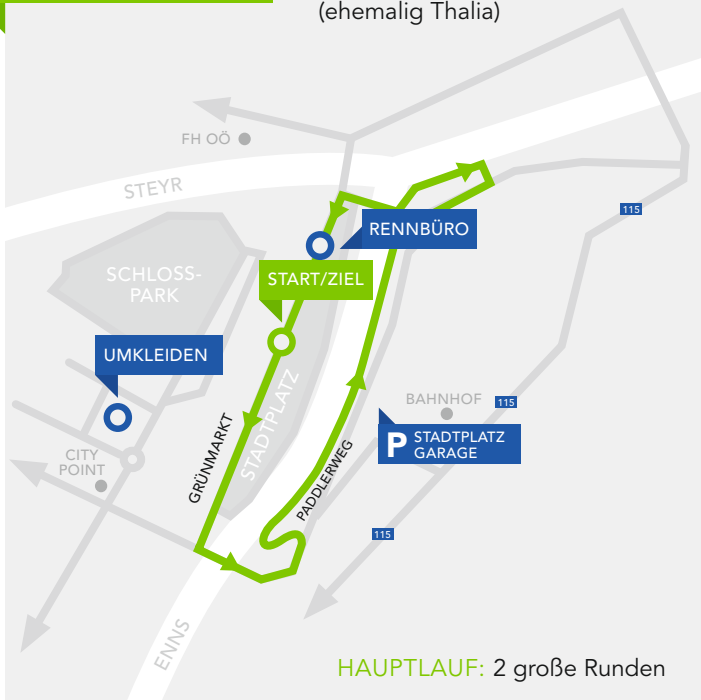 (ehemalig Thalia)
FH OÖ
STEYR
115
RENNBÜRO
SCHLOSS-
PARK
START/ZIEL
UMKLEIDEN
STADTPLATZ
BAHNHOF
115
P STADTPLATZ
GARAGE
GRÜNMARKT
CITY
POINT
PADDLERWEG
115
ENNS
HAUPTLAUF: 2 große Runden